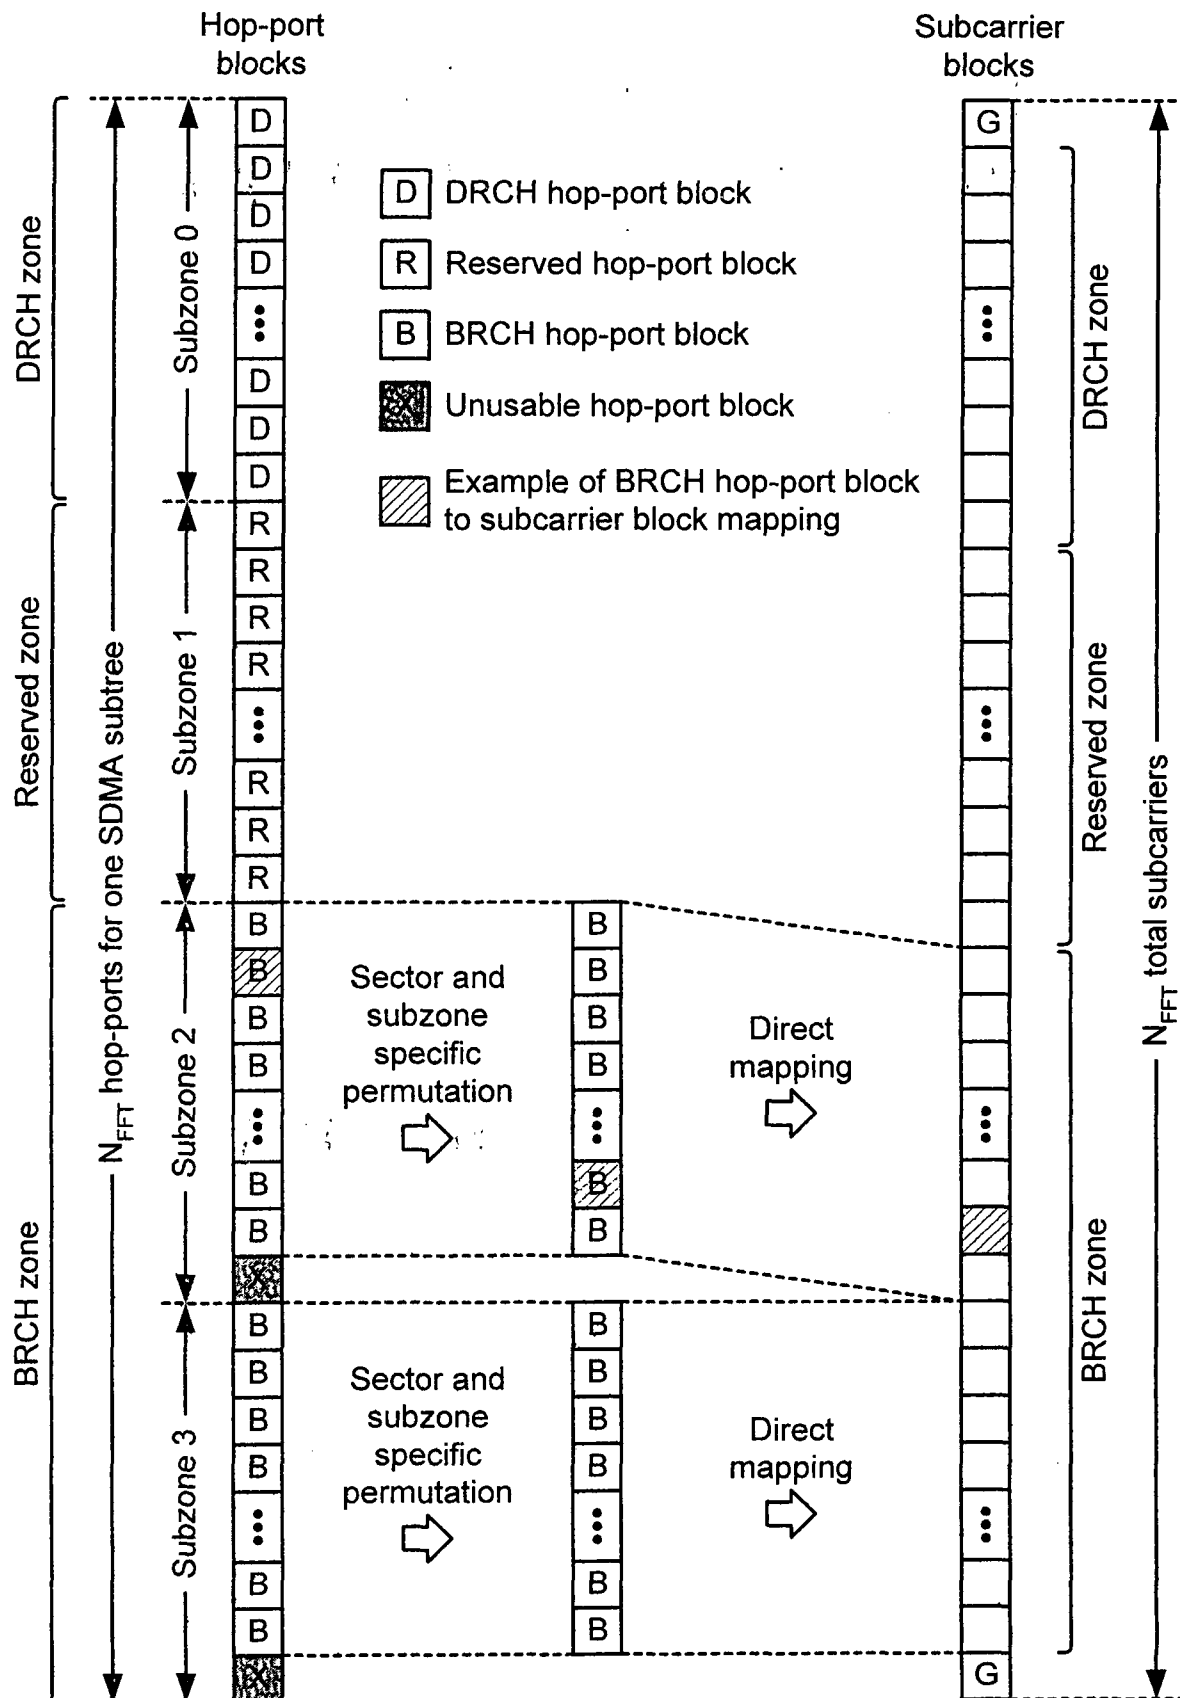 Hop-port
blocks
Subcarrier
blocks
DRCH zone
Reserved zone
BRCH zone
N_FFT hop-ports for one SDMA subtree
Subzone 0
Subzone 1
Subzone 2
Subzone 3
D
D
D
D
•••
D
D
D
R
R
R
R
•••
R
R
R
B
B
B
B
•••
B
B
X
B
B
B
B
•••
B
B
X
D DRCH hop-port block
R Reserved hop-port block
B BRCH hop-port block
X Unusable hop-port block
Example of BRCH hop-port block
to subcarrier block mapping
Sector and
subzone
specific
permutation
B
B
B
B
•••
B
B
Direct
mapping
Sector and
subzone
specific
permutation
B
B
B
B
•••
B
B
Direct
mapping
G
•••
•••
•••
•••
G
DRCH zone
Reserved zone
BRCH zone
N_FFT total subcarriers